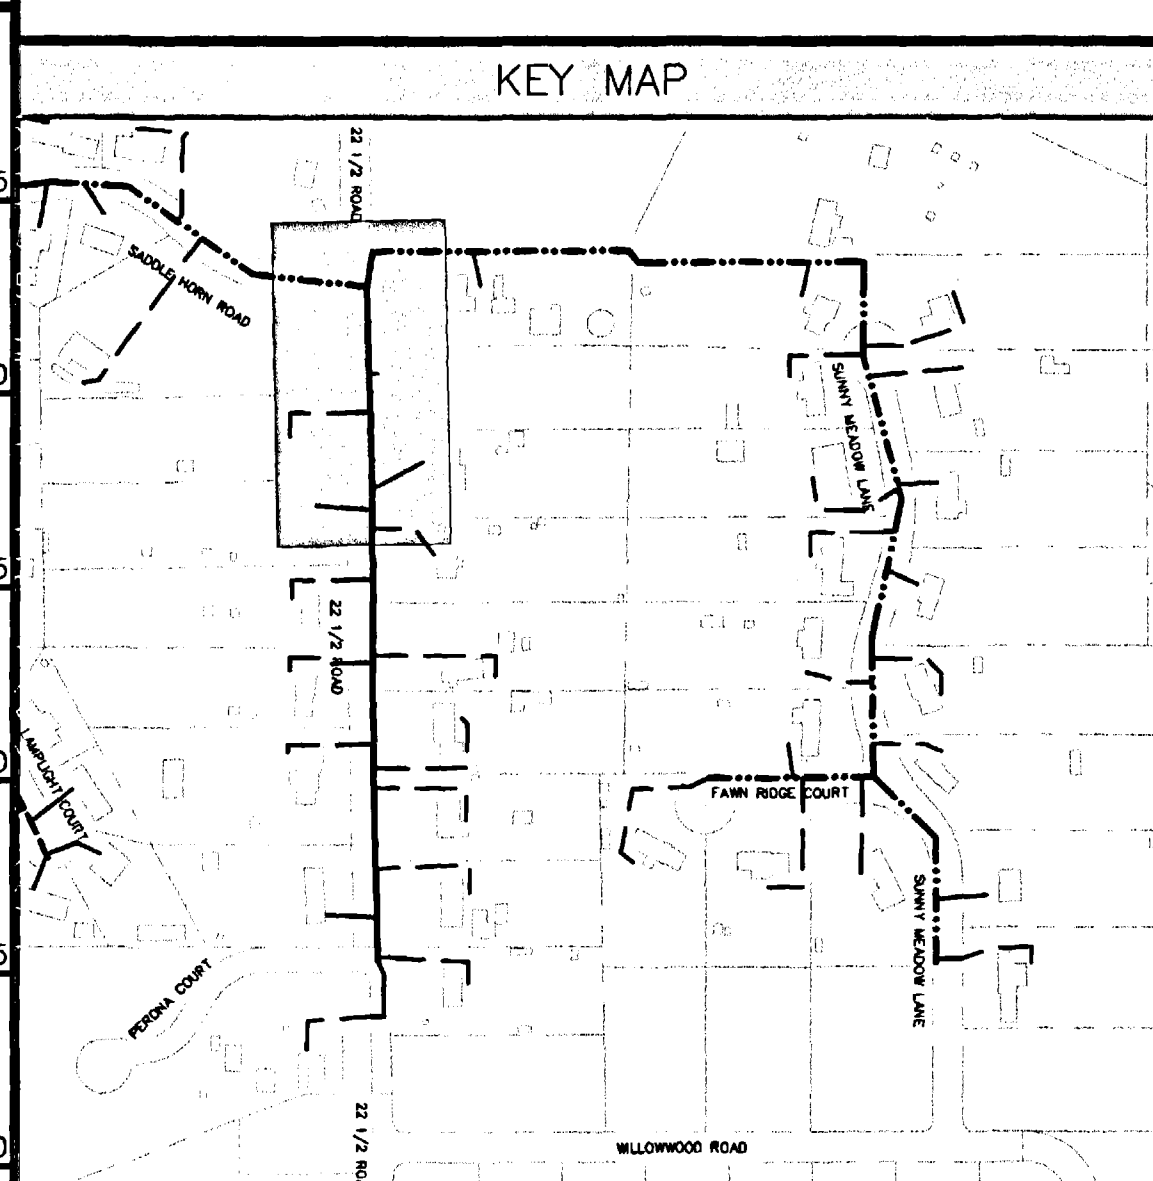 KEY MAP
22 1/2 ROAD
SADDLE HORN ROAD
SUNNY MEADOW LANE
22 1/2 ROAD
LAMPLIGHT COURT
FAWN RIDGE COURT
SUNNY MEADOW LANE
PERONA COURT
22 1/2 RO
WILLOWWOOD ROAD